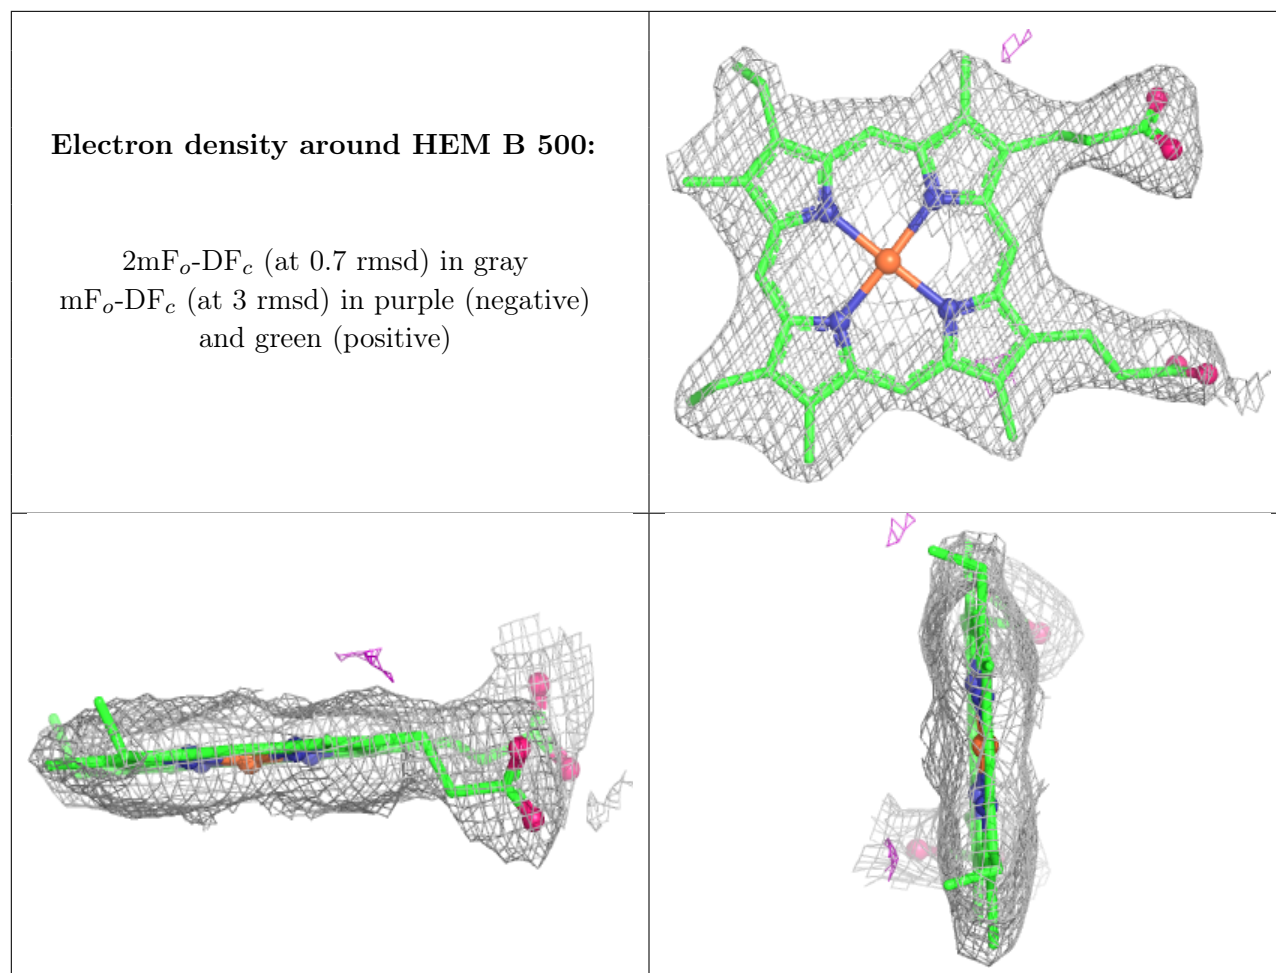 Electron density around HEM B 500:
2mFo-DFc (at 0.7 rmsd) in gray
mFo-DFc (at 3 rmsd) in purple (negative)
and green (positive)